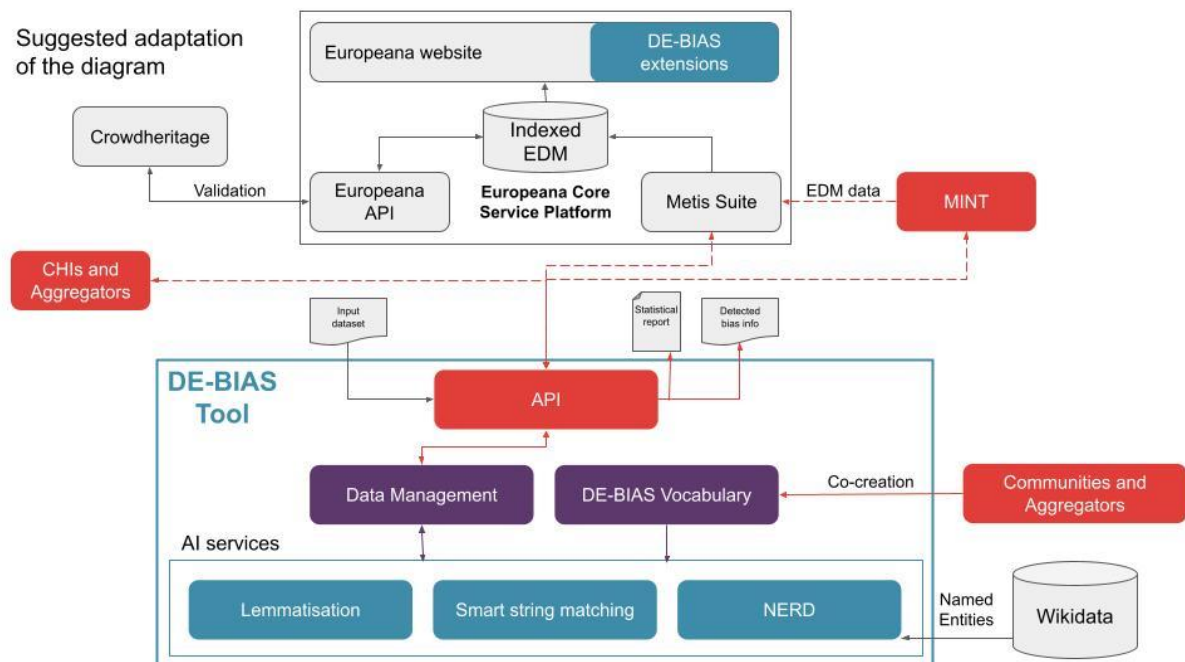 Suggested adaptation
of the diagram
Europeana website
DE-BIAS
extensions
Crowdheritage
Indexed
EDM
Validation
Europeana
API
Europeana Core
Service Platform
Metis Suite
EDM data
MINT
CHIs and
Aggregators
Input
dataset
Statistical
report
Detected
bias info
DE-BIAS
Tool
API
Data Management
DE-BIAS Vocabulary
Co-creation
Communities and
Aggregators
AI services
Lemmatisation
Smart string matching
NERD
Named
Entities
Wikidata